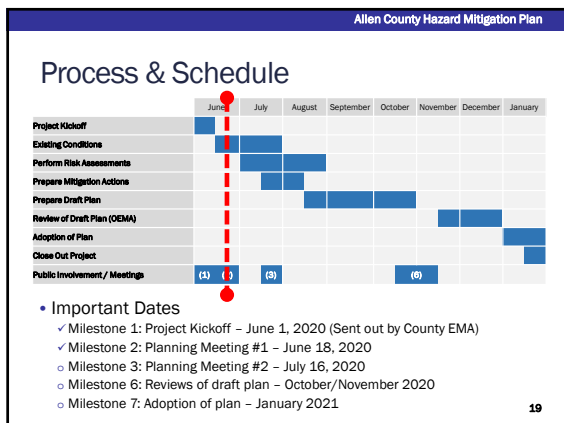 Allen County Hazard Mitigation Plan
Process & Schedule
June July August September October November December January
Project Kickoff
Existing Conditions
Perform Risk Assessments
Prepare Mitigation Actions
Prepare Draft Plan
Review of Draft Plan (OEMA)
Adoption of Plan
Close Out Project
Public Involvement / Meetings (1) (3) (6)
• Important Dates
✓ Milestone 1: Project Kickoff – June 1, 2020 (Sent out by County EMA)
✓ Milestone 2: Planning Meeting #1 – June 18, 2020
o Milestone 3: Planning Meeting #2 – July 16, 2020
o Milestone 6: Reviews of draft plan – October/November 2020
o Milestone 7: Adoption of plan – January 2021
19